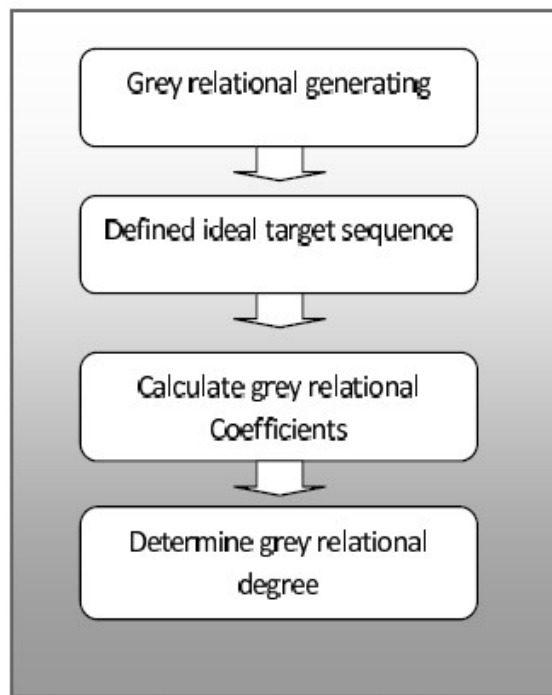 Grey relational generating
Defined ideal target sequence
Calculate grey relational
Coefficients
Determine grey relational
degree